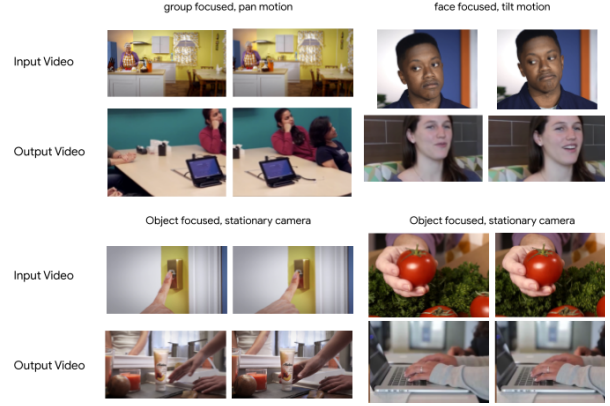 group focused, pan motion
face focused, tilt motion
Input Video
Output Video
Object focused, stationary camera
Object focused, stationary camera
Input Video
Output Video